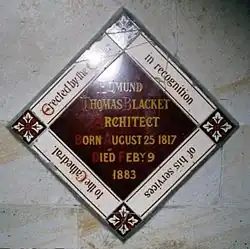 Erected by the
in recognition
of his services
to the Cathedral
EDMUND
THOMAS BLACKET
ARCHITECT
BORN AUGUST 25 1817
DIED FEBY 9
1883